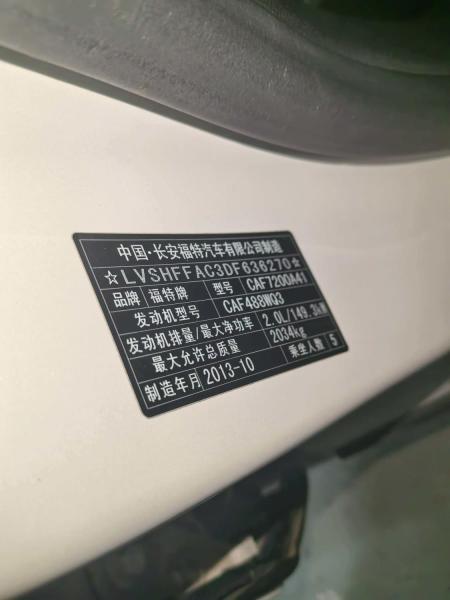 中国·长安福特汽车有限公司制造
☆LVSHFFAC3DF636270☆
品牌 福特牌 型号 CAF7200A41
发动机型号 CAF488WQ3
发动机排量/最大净功率 2.0L/149.3kW
最大允许总质量 2034kg
制造年月 2013-10 乘坐人数 5